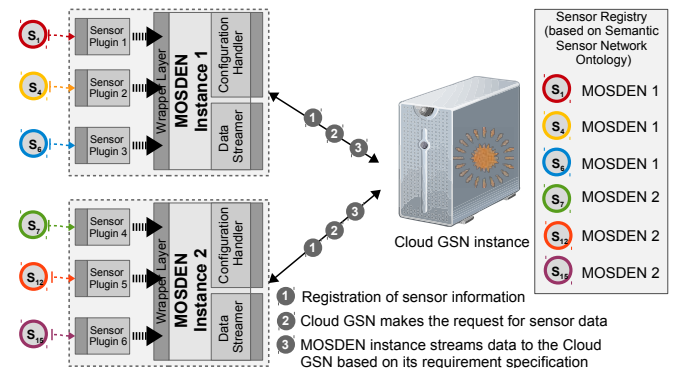 S1
Sensor
Plugin 1
S4
Sensor
Plugin 2
S6
Sensor
Plugin 3
Wrapper Layer
MOSDEN
Instance 1
Configuration
Handler
Data
Streamer
1
2
3
S7
Sensor
Plugin 4
S12
Sensor
Plugin 5
S15
Sensor
Plugin 6
Wrapper Layer
MOSDEN
Instance 2
Configuration
Handler
Data
Streamer
3
2
1
Cloud GSN instance
1 Registration of sensor information
2 Cloud GSN makes the request for sensor data
3 MOSDEN instance streams data to the Cloud
GSN based on its requirement specification
Sensor Registry
(based on Semantic
Sensor Network
Ontology)
S1 MOSDEN 1
S4 MOSDEN 1
S6 MOSDEN 1
S7 MOSDEN 2
S12 MOSDEN 2
S15 MOSDEN 2